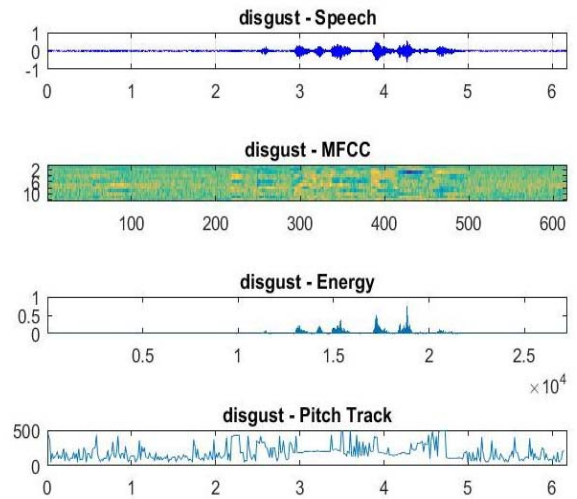 disgust - Speech
1
0
-1
0 1 2 3 4 5 6
disgust - MFCC
2
6
10
100 200 300 400 500 600
disgust - Energy
1
0.5
0
0.5 1 1.5 2 2.5
×10⁴
disgust - Pitch Track
500
0
0 1 2 3 4 5 6